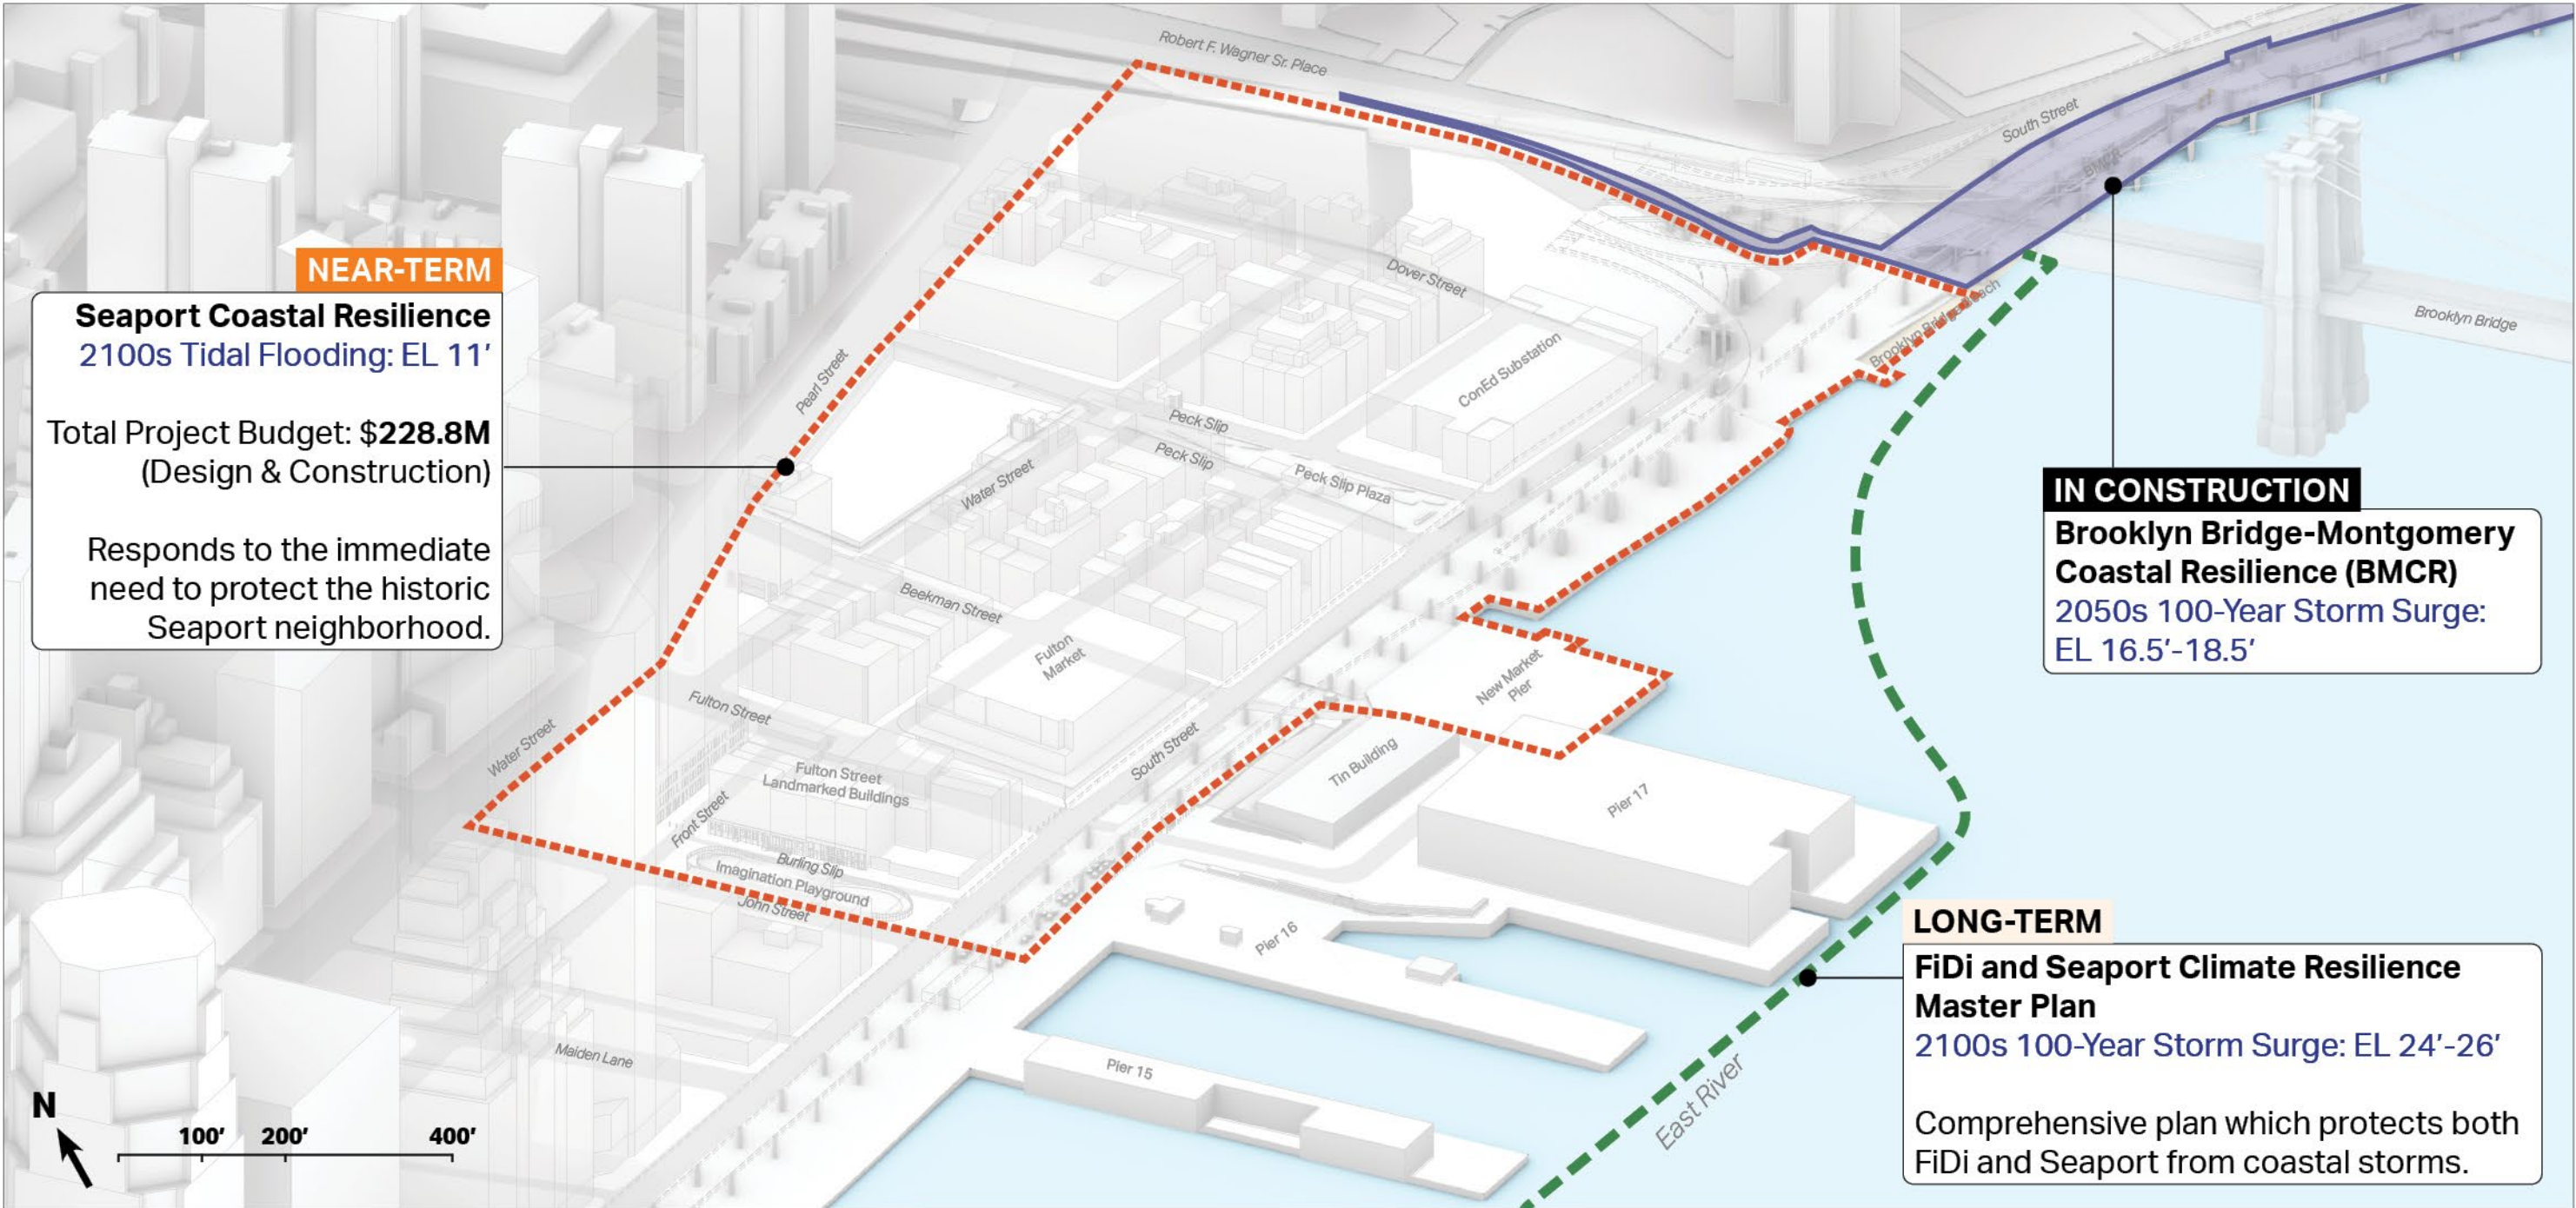 Robert F. Wagner Sr. Place
South Street
BMCR
Brooklyn Bridge
Brooklyn Bridge Beach
Dover Street
ConEd Substation
Pearl Street
Peck Slip
Peck Slip
Peck Slip Plaza
Water Street
Beekman Street
Fulton
Market
Fulton Street
Water Street
South Street
New Market
Pier
Tin Building
Pier 17
Fulton Street
Landmarked Buildings
Front Street
Burling Slip
Imagination Playground
John Street
Pier 16
Maiden Lane
Pier 15
East River
NEAR-TERM
Seaport Coastal Resilience
2100s Tidal Flooding: EL 11′
Total Project Budget: $228.8M
(Design & Construction)
Responds to the immediate
need to protect the historic
Seaport neighborhood.
IN CONSTRUCTION
Brooklyn Bridge-Montgomery
Coastal Resilience (BMCR)
2050s 100-Year Storm Surge:
EL 16.5′-18.5′
LONG-TERM
FiDi and Seaport Climate Resilience
Master Plan
2100s 100-Year Storm Surge: EL 24′-26′
Comprehensive plan which protects both
FiDi and Seaport from coastal storms.
N
100′ 200′ 400′